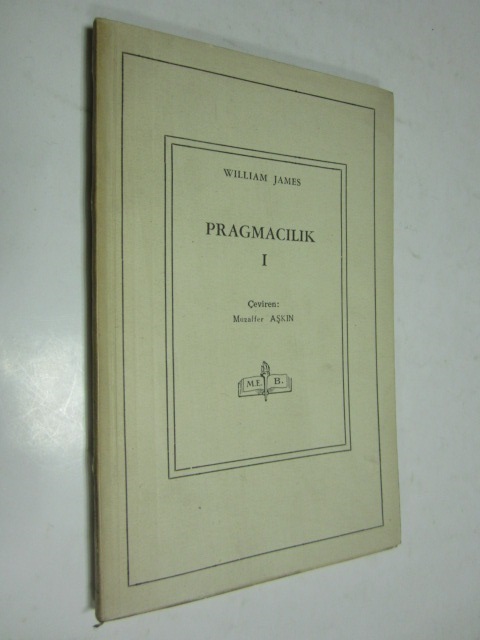 WILLIAM JAMES
PRAGMACILIK
I
Çeviren:
Muzaffer AŞKIN
M.E. B.